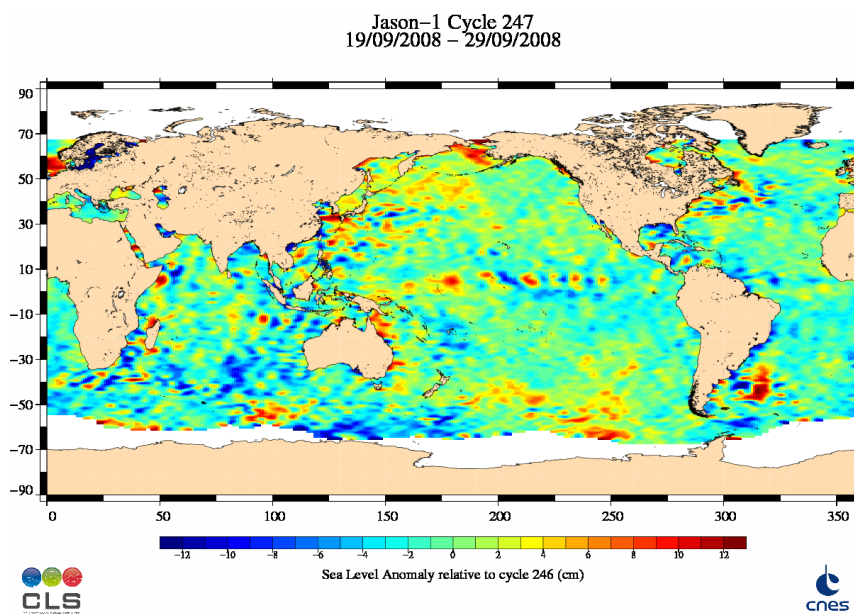 Jason-1 Cycle 247
19/09/2008 - 29/09/2008
90
70
50
30
10
-10
-30
-50
-70
-90
0 50 100 150 200 250 300 350
-12 -10 -8 -6 -4 -2 0 2 4 6 8 10 12
Sea Level Anomaly relative to cycle 246 (cm)
CLS
cnes